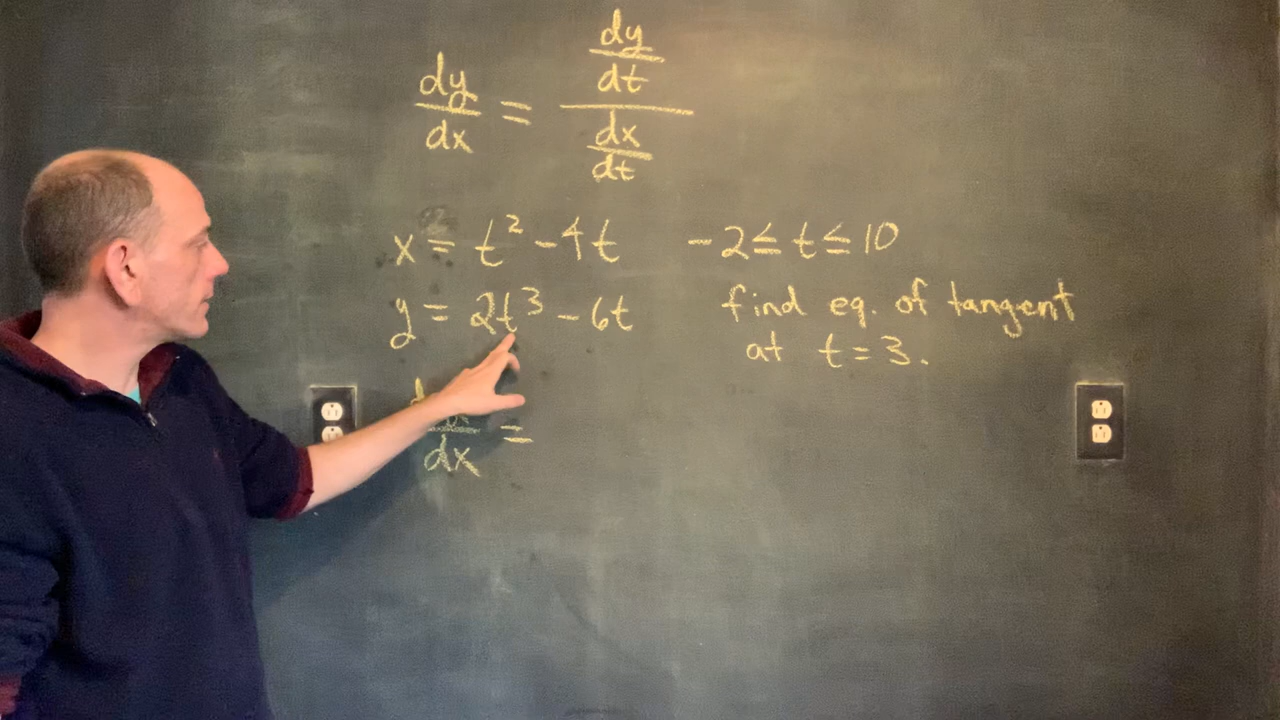 dy/dx = (dy/dt)/(dx/dt)
x = t² - 4t   -2 ≤ t ≤ 10
y = 2t³ - 6t   find eq. of tangent
at t = 3.
dx =